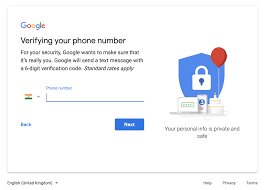 Google
Verifying your phone number
For your security, Google wants to make sure that
it's really you. Google will send a text message with
a 6-digit verification code. Standard rates apply
Phone number
Back
Next
Your personal info is private and
safe
English (United Kingdom)
Help
Privacy
Terms